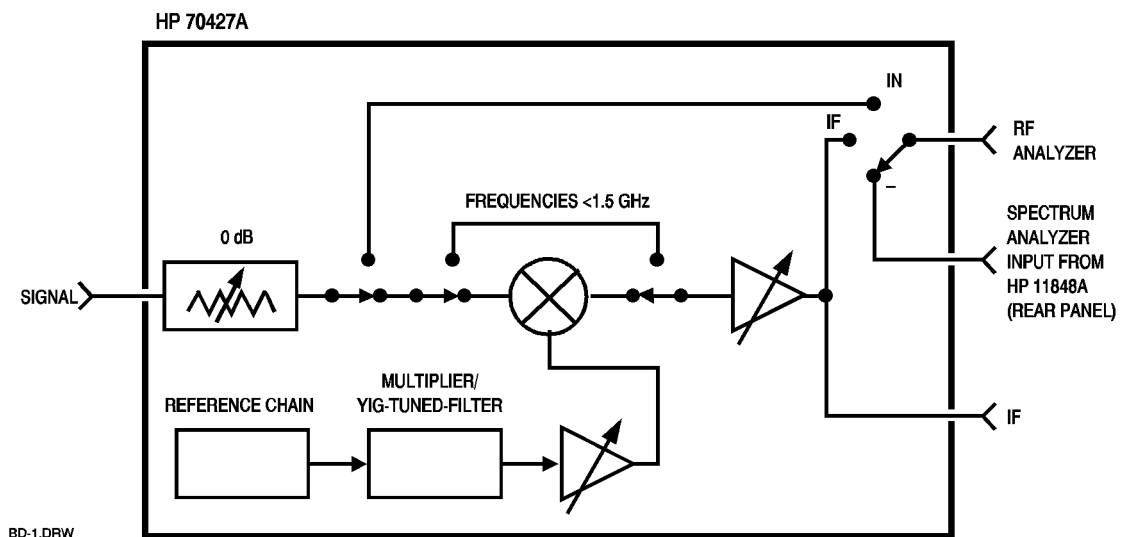 HP 70427A
IN
IF
RF
ANALYZER
FREQUENCIES <1.5 GHz
0 dB
–
SPECTRUM
ANALYZER
INPUT FROM
HP 11848A
(REAR PANEL)
SIGNAL
MULTIPLIER/
YIG-TUNED-FILTER
REFERENCE CHAIN
IF
BD-1.DRW